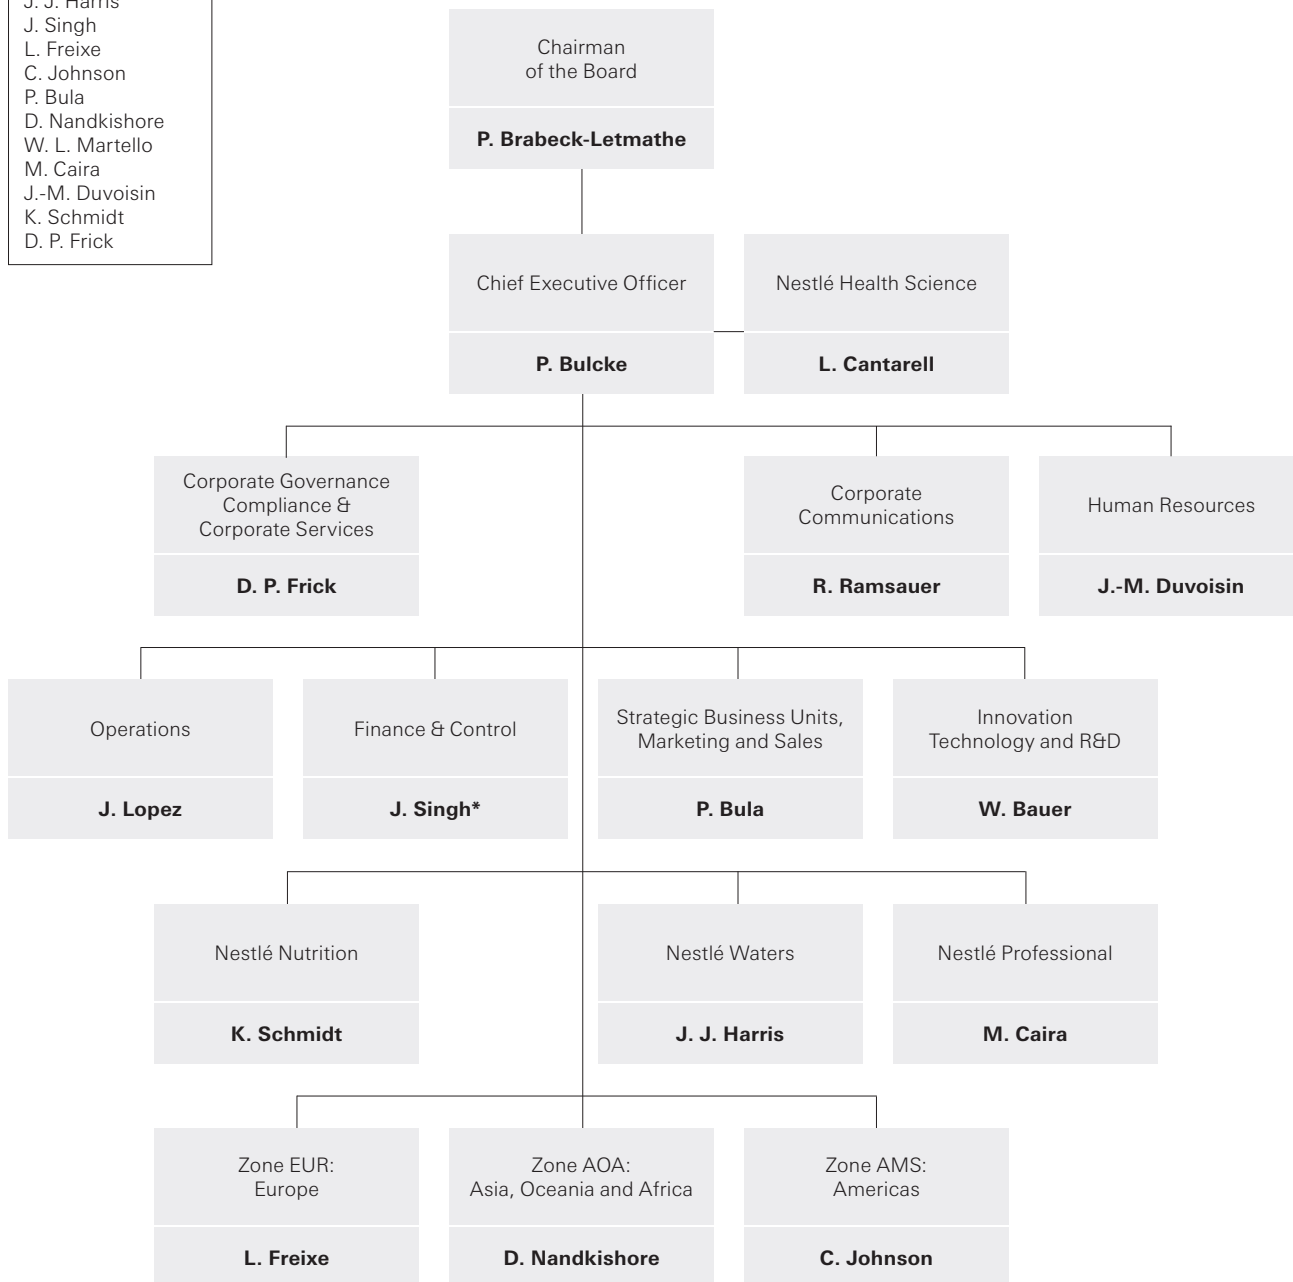 J. J. Harris
J. Singh
L. Freixe
C. Johnson
P. Bula
D. Nandkishore
W. L. Martello
M. Caira
J.-M. Duvoisin
K. Schmidt
D. P. Frick
Chairman
of the Board
P. Brabeck-Letmathe
Chief Executive Officer
P. Bulcke
Nestlé Health Science
L. Cantarell
Corporate Governance
Compliance &
Corporate Services
D. P. Frick
Corporate
Communications
R. Ramsauer
Human Resources
J.-M. Duvoisin
Operations
J. Lopez
Finance & Control
J. Singh*
Strategic Business Units,
Marketing and Sales
P. Bula
Innovation
Technology and R&D
W. Bauer
Nestlé Nutrition
K. Schmidt
Nestlé Waters
J. J. Harris
Nestlé Professional
M. Caira
Zone EUR:
Europe
L. Freixe
Zone AOA:
Asia, Oceania and Africa
D. Nandkishore
Zone AMS:
Americas
C. Johnson